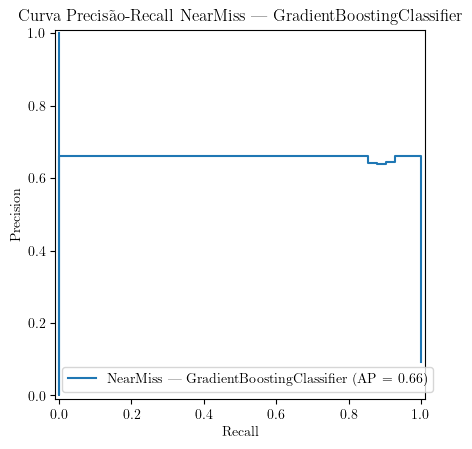 Curva Precisão-Recall NearMiss — GradientBoostingClassifier
1.0
0.8
0.6
0.4
0.2
0.0
Precision
NearMiss — GradientBoostingClassifier (AP = 0.66)
0.0 0.2 0.4 0.6 0.8 1.0
Recall